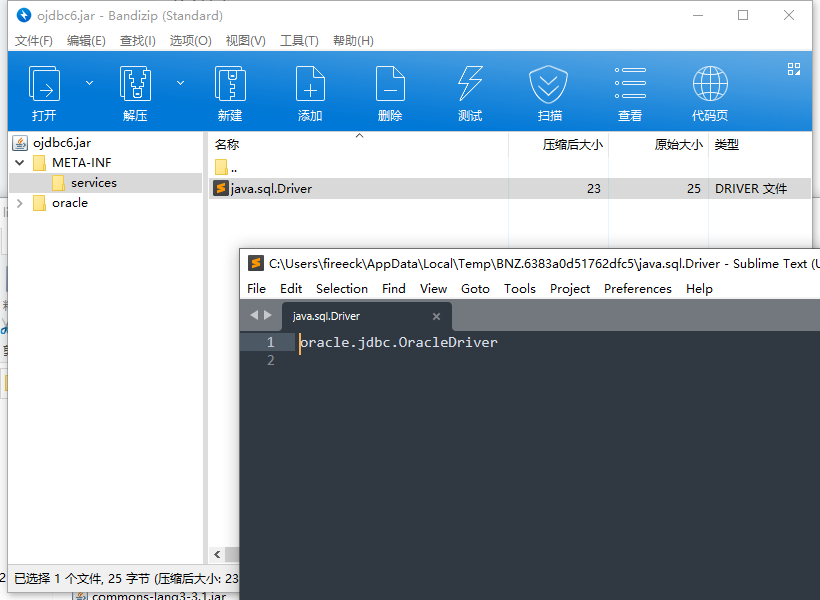 ojdbc6.jar - Bandizip (Standard)
文件(F) 编辑(E) 查找(I) 选项(O) 视图(V) 工具(T) 帮助(H)
打开 解压 新建 添加 删除 测试 扫描 查看 代码页
ojdbc6.jar
META-INF
services
oracle
名称 压缩后大小 原始大小 类型
..
java.sql.Driver 23 25 DRIVER 文件
C:\Users\fireeck\AppData\Local\Temp\BNZ.6383a0d51762dfc5\java.sql.Driver - Sublime Text (U
File Edit Selection Find View Goto Tools Project Preferences Help
java.sql.Driver
1 oracle.jdbc.OracleDriver
2
已选择 1 个文件, 25 字节 (压缩后大小: 23
commons-lang3-3.1.jar